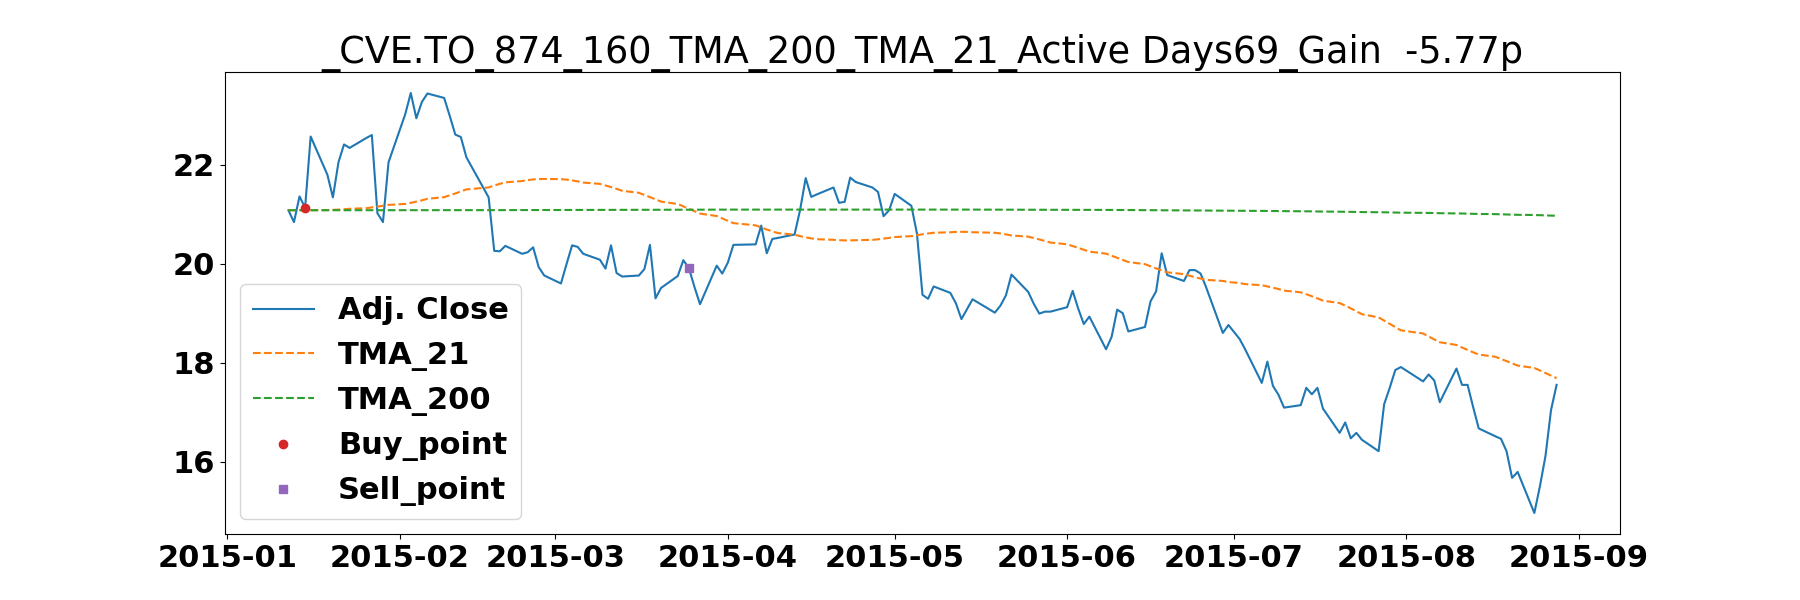 _CVE.TO_874_160_TMA_200_TMA_21_Active Days69_Gain  -5.77p
22
20
18
16
Adj. Close
TMA_21
TMA_200
Buy_point
Sell_point
2015-01 2015-02 2015-03 2015-04 2015-05 2015-06 2015-07 2015-08 2015-09